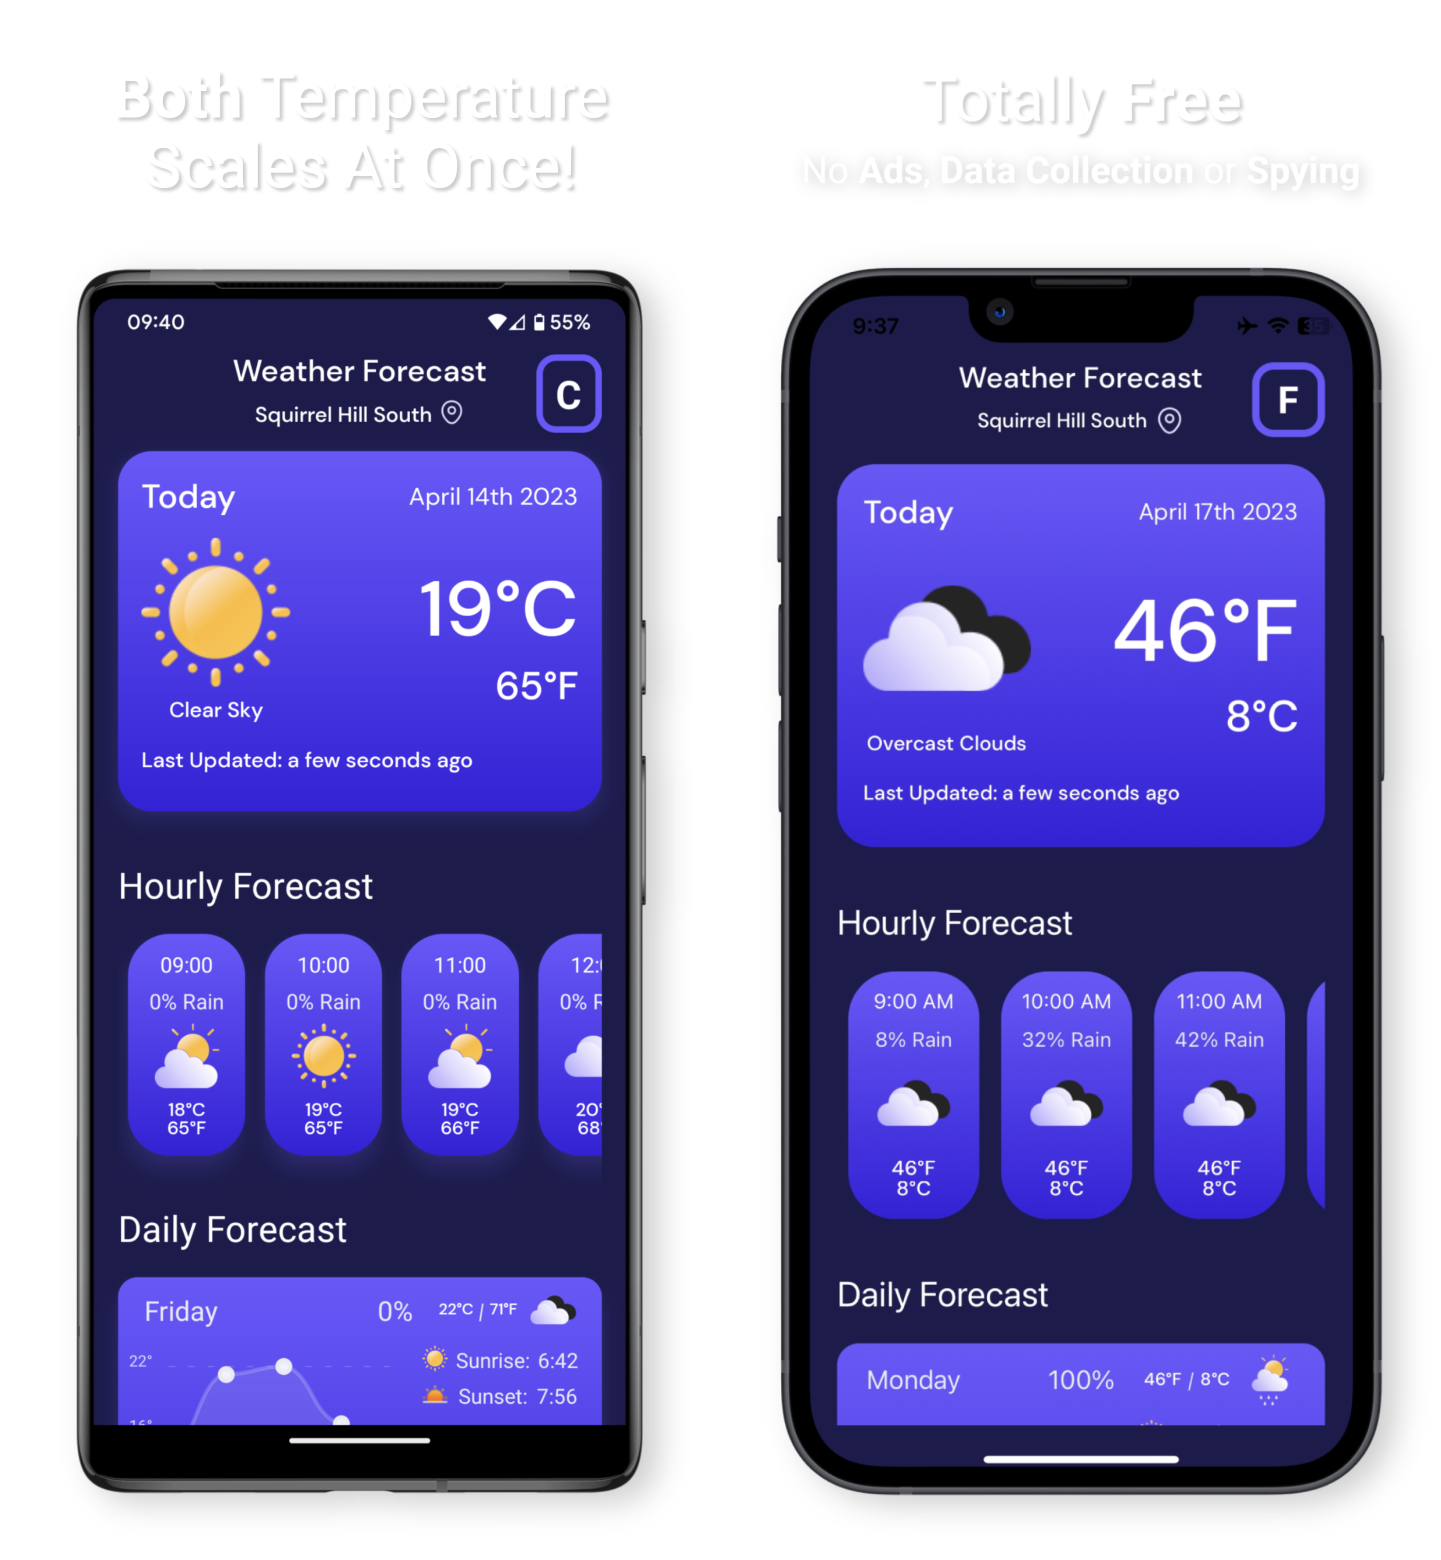 Both Temperature
Scales At Once!
09:40
55%
Weather Forecast
Squirrel Hill South
C
Today
April 14th 2023
19°C
65°F
Clear Sky
Last Updated: a few seconds ago
Hourly Forecast
09:00
10:00
11:00
0% Rain
0% Rain
0% Rain
18°C
19°C
19°C
65°F
65°F
66°F
Daily Forecast
Friday
0%
22°C / 71°F
22°
Sunrise: 6:42
Sunset: 7:56
16°
Totally Free
No Ads, Data Collection or Spying
9:37
35
Weather Forecast
Squirrel Hill South
F
Today
April 17th 2023
46°F
8°C
Overcast Clouds
Last Updated: a few seconds ago
Hourly Forecast
9:00 AM
10:00 AM
11:00 AM
8% Rain
32% Rain
42% Rain
46°F
46°F
46°F
8°C
8°C
8°C
Daily Forecast
Monday
100%
46°F / 8°C